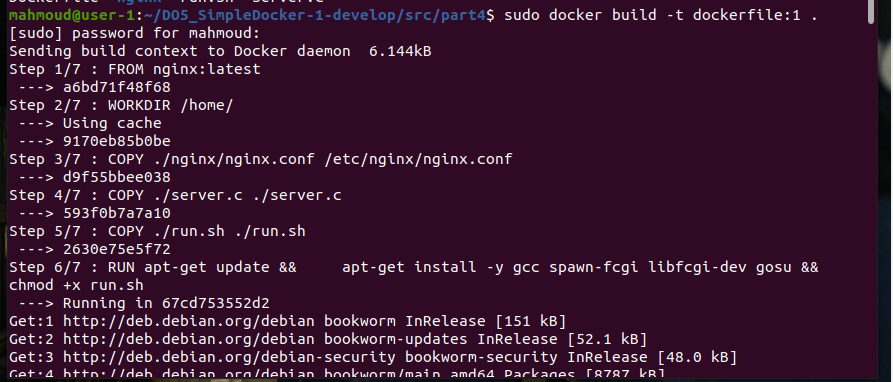 mahmoud@user-1:~/DO5_SimpleDocker-1-develop/src/part4$ sudo docker build -t dockerfile:1 .
[sudo] password for mahmoud:
Sending build context to Docker daemon  6.144kB
Step 1/7 : FROM nginx:latest
 ---> a6bd71f48f68
Step 2/7 : WORKDIR /home/
 ---> Using cache
 ---> 9170eb85b0be
Step 3/7 : COPY ./nginx/nginx.conf /etc/nginx/nginx.conf
 ---> d9f55bbee038
Step 4/7 : COPY ./server.c ./server.c
 ---> 593f0b7a7a10
Step 5/7 : COPY ./run.sh ./run.sh
 ---> 2630e75e5f72
Step 6/7 : RUN apt-get update &&     apt-get install -y gcc spawn-fcgi libfcgi-dev gosu &&
chmod +x run.sh
 ---> Running in 67cd753552d2
Get:1 http://deb.debian.org/debian bookworm InRelease [151 kB]
Get:2 http://deb.debian.org/debian bookworm-updates InRelease [52.1 kB]
Get:3 http://deb.debian.org/debian-security bookworm-security InRelease [48.0 kB]
Get:4 http://deb.debian.org/debian bookworm/main amd64 Packages [8787 kB]